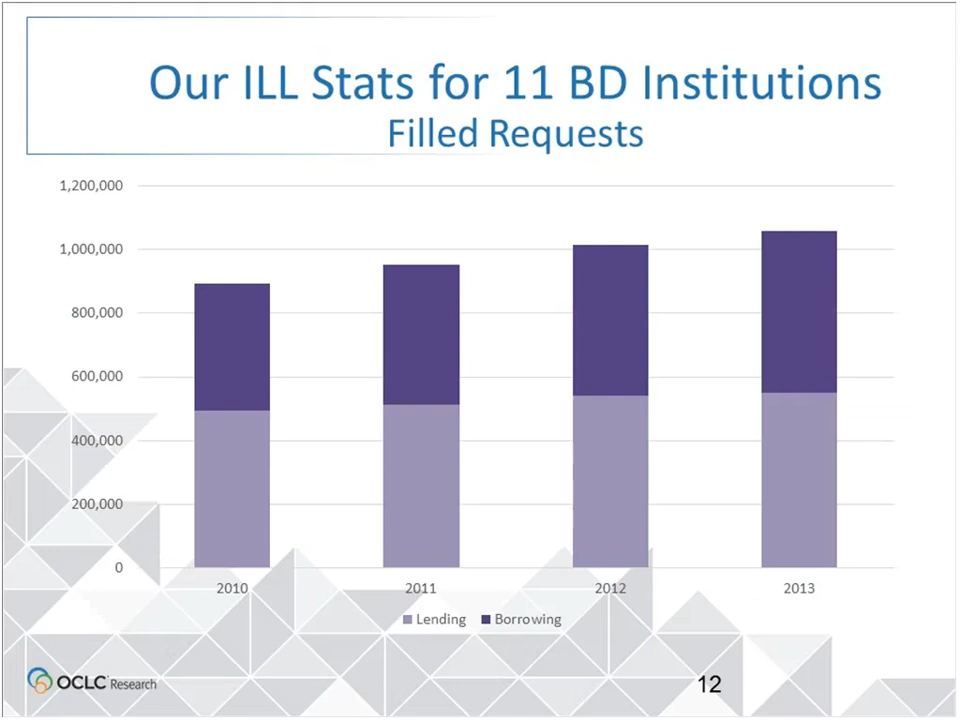 Our ILL Stats for 11 BD Institutions
Filled Requests
1,200,000
1,000,000
800,000
600,000
400,000
200,000
0
2010 2011 2012 2013
Lending Borrowing
OCLC Research 12